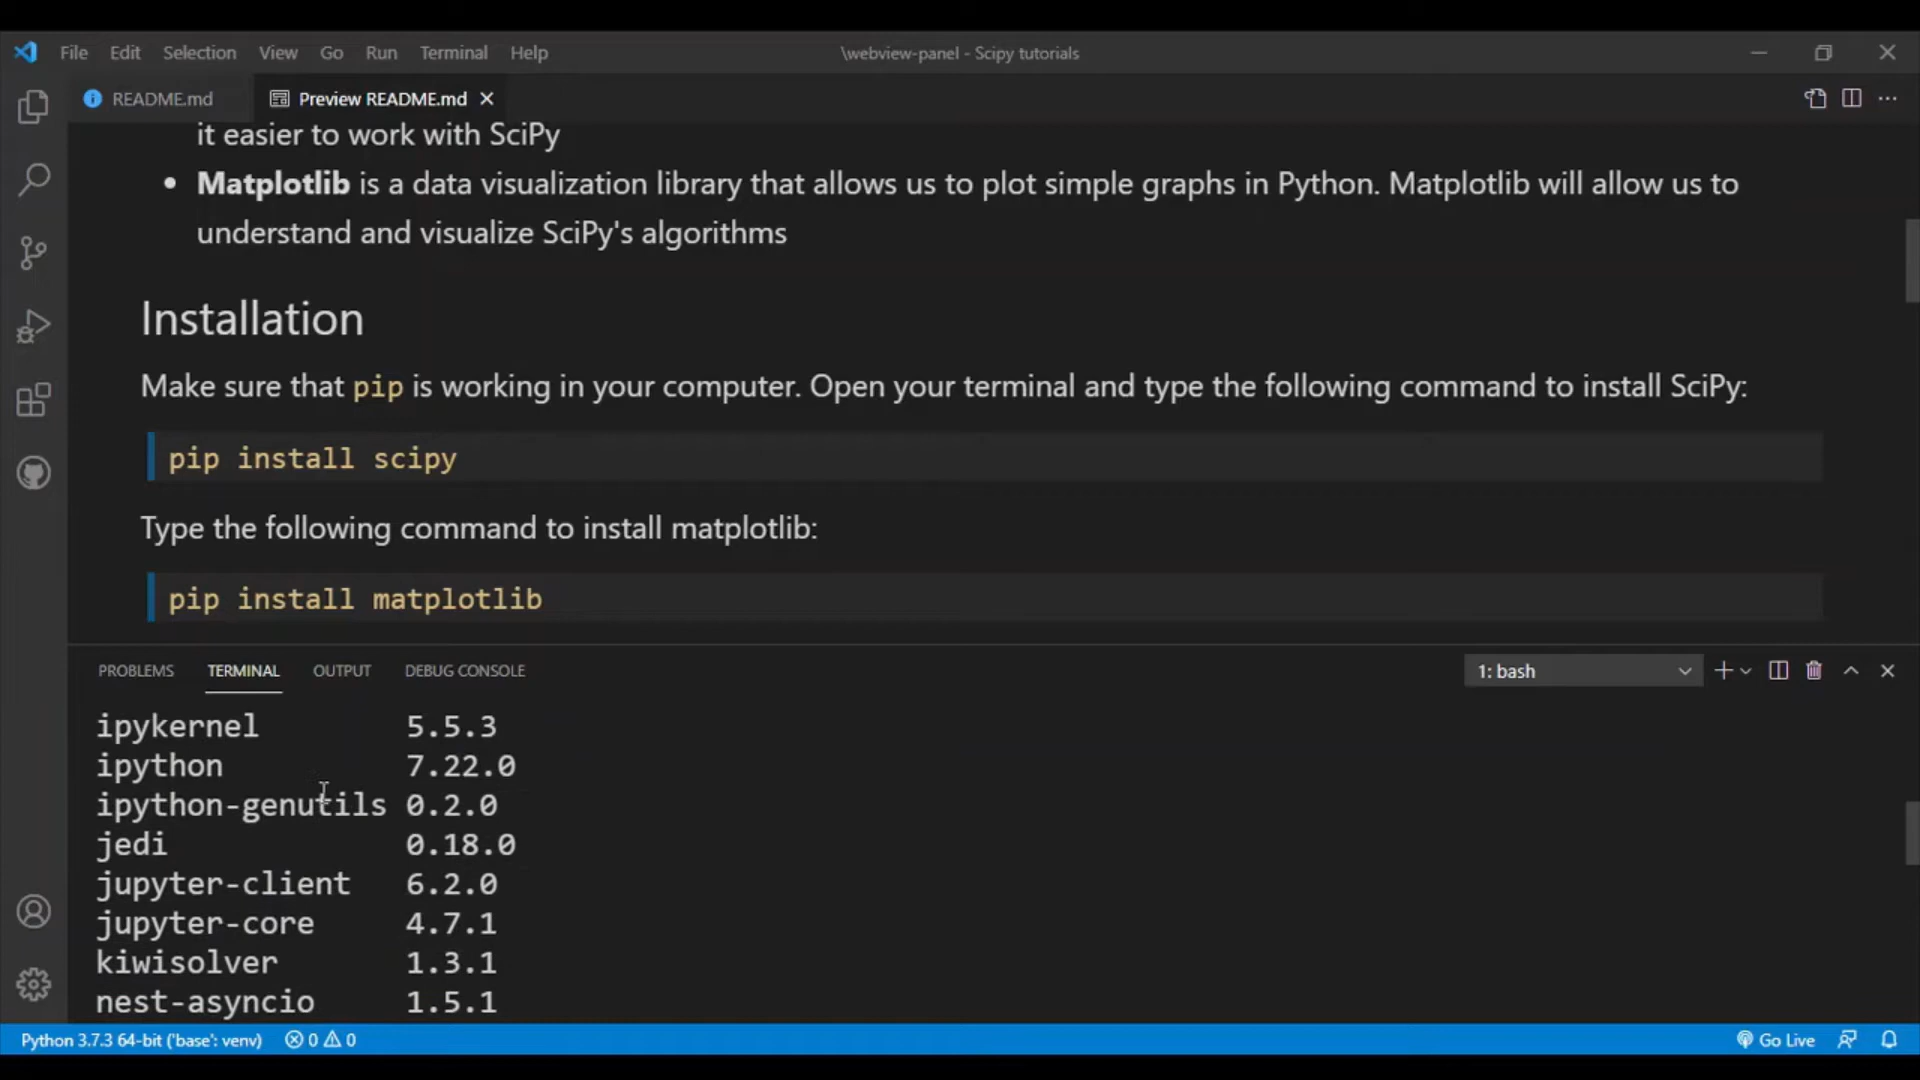 File Edit Selection View Go Run Terminal Help \webview-panel - Scipy tutorials
README.md Preview README.md
it easier to work with SciPy
• Matplotlib is a data visualization library that allows us to plot simple graphs in Python. Matplotlib will allow us to
understand and visualize SciPy's algorithms
Installation
Make sure that pip is working in your computer. Open your terminal and type the following command to install SciPy:
pip install scipy
Type the following command to install matplotlib:
pip install matplotlib
PROBLEMS TERMINAL OUTPUT DEBUG CONSOLE 1: bash
ipykernel 5.5.3
ipython 7.22.0
ipython-genutils 0.2.0
jedi 0.18.0
jupyter-client 6.2.0
jupyter-core 4.7.1
kiwisolver 1.3.1
nest-asyncio 1.5.1
Python 3.7.3 64-bit ('base': venv) 0 0 Go Live